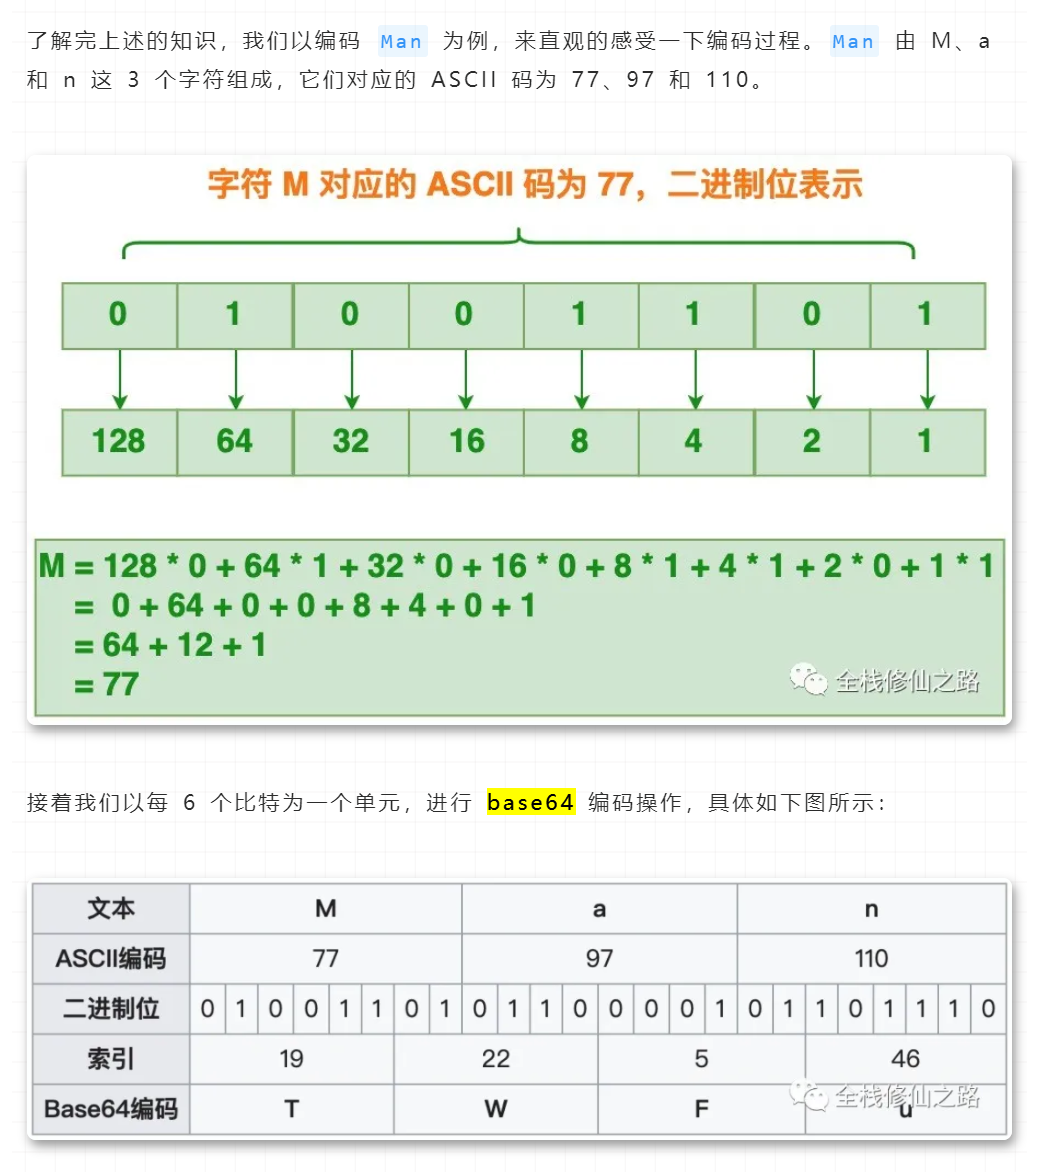 了解完上述的知识，我们以编码 Man 为例，来直观的感受一下编码过程。Man 由 M、a
和 n 这 3 个字符组成，它们对应的 ASCII 码为 77、97 和 110。
字符 M 对应的 ASCII 码为 77，二进制位表示
0 1 0 0 1 1 0 1
128 64 32 16 8 4 2 1
M = 128 * 0 + 64 * 1 + 32 * 0 + 16 * 0 + 8 * 1 + 4 * 1 + 2 * 0 + 1 * 1
= 0 + 64 + 0 + 0 + 8 + 4 + 0 + 1
= 64 + 12 + 1
= 77
全栈修仙之路
接着我们以每 6 个比特为一个单元，进行 base64 编码操作，具体如下图所示：
文本 M a n
ASCII编码 77 97 110
二进制位 0 1 0 0 1 1 0 1 0 1 1 0 0 0 0 1 0 1 1 0 1 1 1 0
索引 19 22 5 46
Base64编码 T W F u
全栈修仙之路